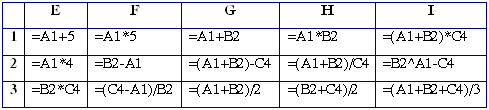 E F G H I
1 =A1+5 =A1*5 =A1+B2 =A1*B2 =(A1+B2)*C4
2 =A1*4 =B2-A1 =(A1+B2)-C4 =(A1+B2)/C4 =B2^A1-C4
3 =B2*C4 =(C4-A1)/B2 =(A1+B2)/2 =(B2+C4)/2 =(A1+B2+C4)/3